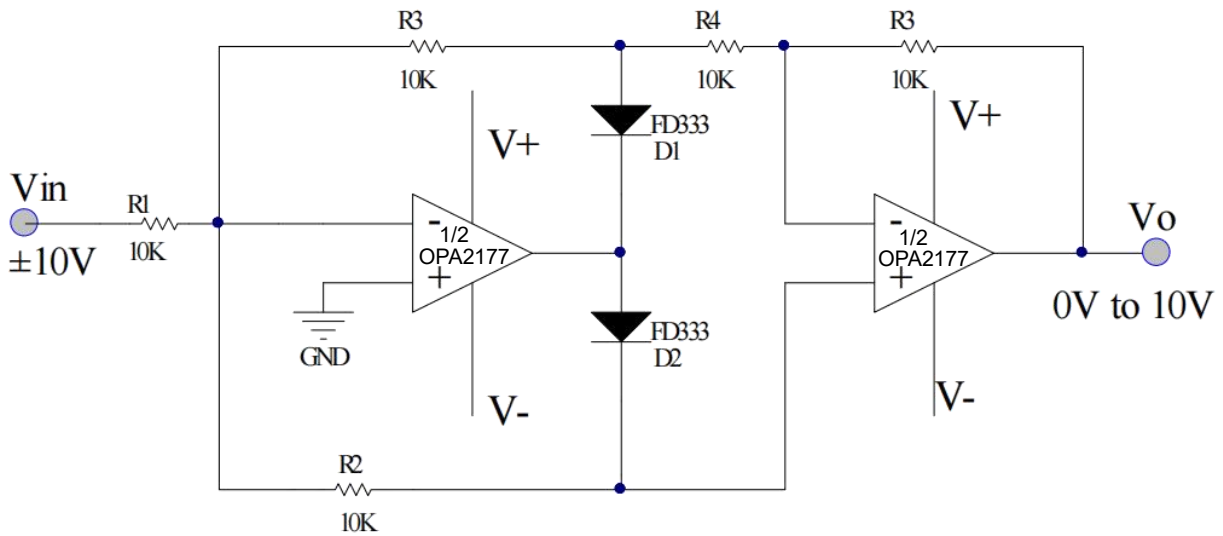 R3
10K
R4
10K
R3
10K
V+
FD333
D1
V+
Vin
R1
±10V
10K
-
1/2
OPA2177
+
-
1/2
OPA2177
+
Vo
0V to 10V
GND
FD333
D2
V-
V-
R2
10K